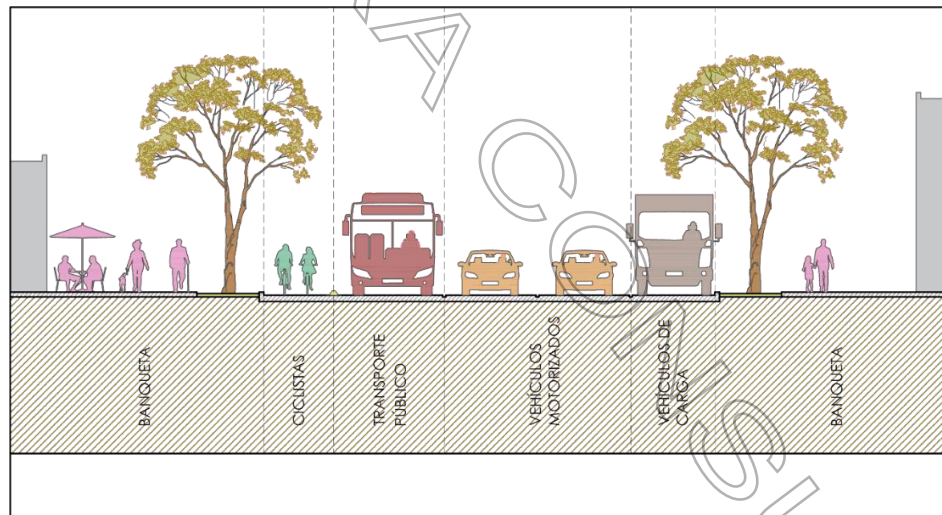 BANQUETA
CICLISTAS
TRANSPORTE
PÚBLICO
VEHÍCULOS
MOTORIZADOS
VEHÍCULOS DE
CARGA
BANQUETA